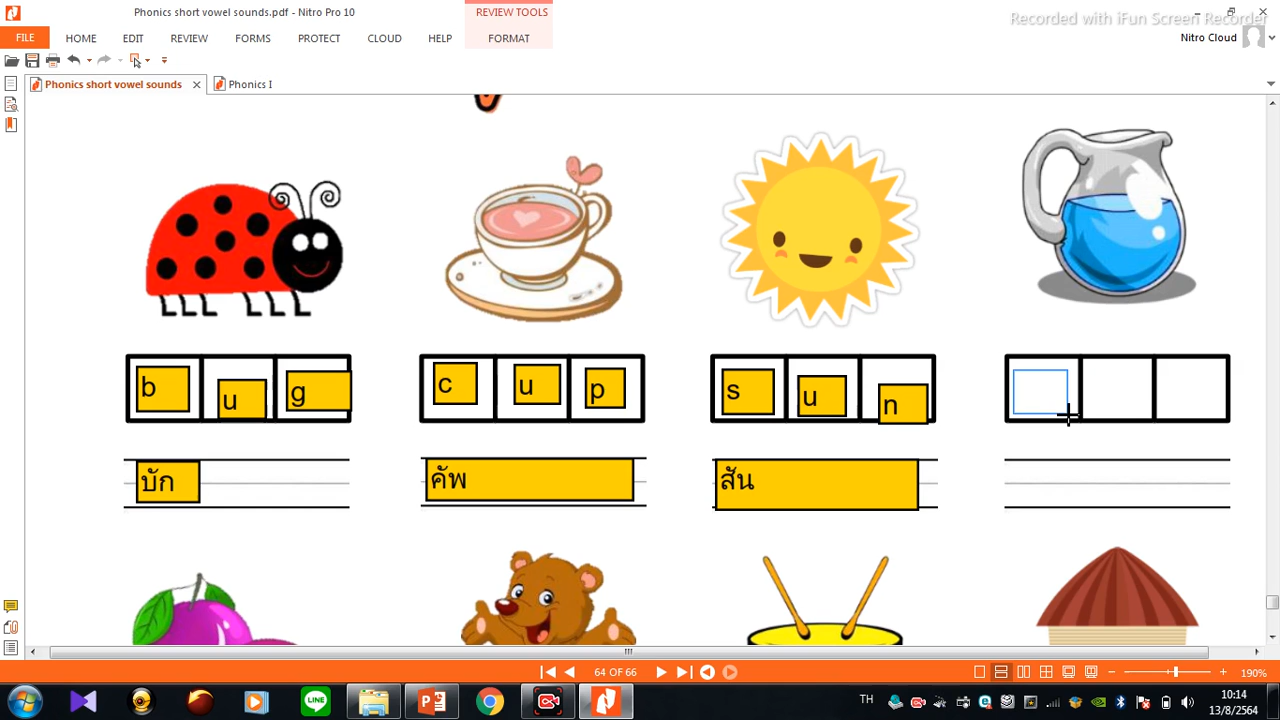 Phonics short vowel sounds.pdf - Nitro Pro 10
REVIEW TOOLS
Recorded with iFun Screen Recorder
FILE HOME EDIT REVIEW FORMS PROTECT CLOUD HELP FORMAT
Nitro Cloud
Phonics short vowel sounds
Phonics I
b u g c u p s u n
บัก คัพ สัน
64 OF 66
190%
LINE
TH
10:14
13/8/2564